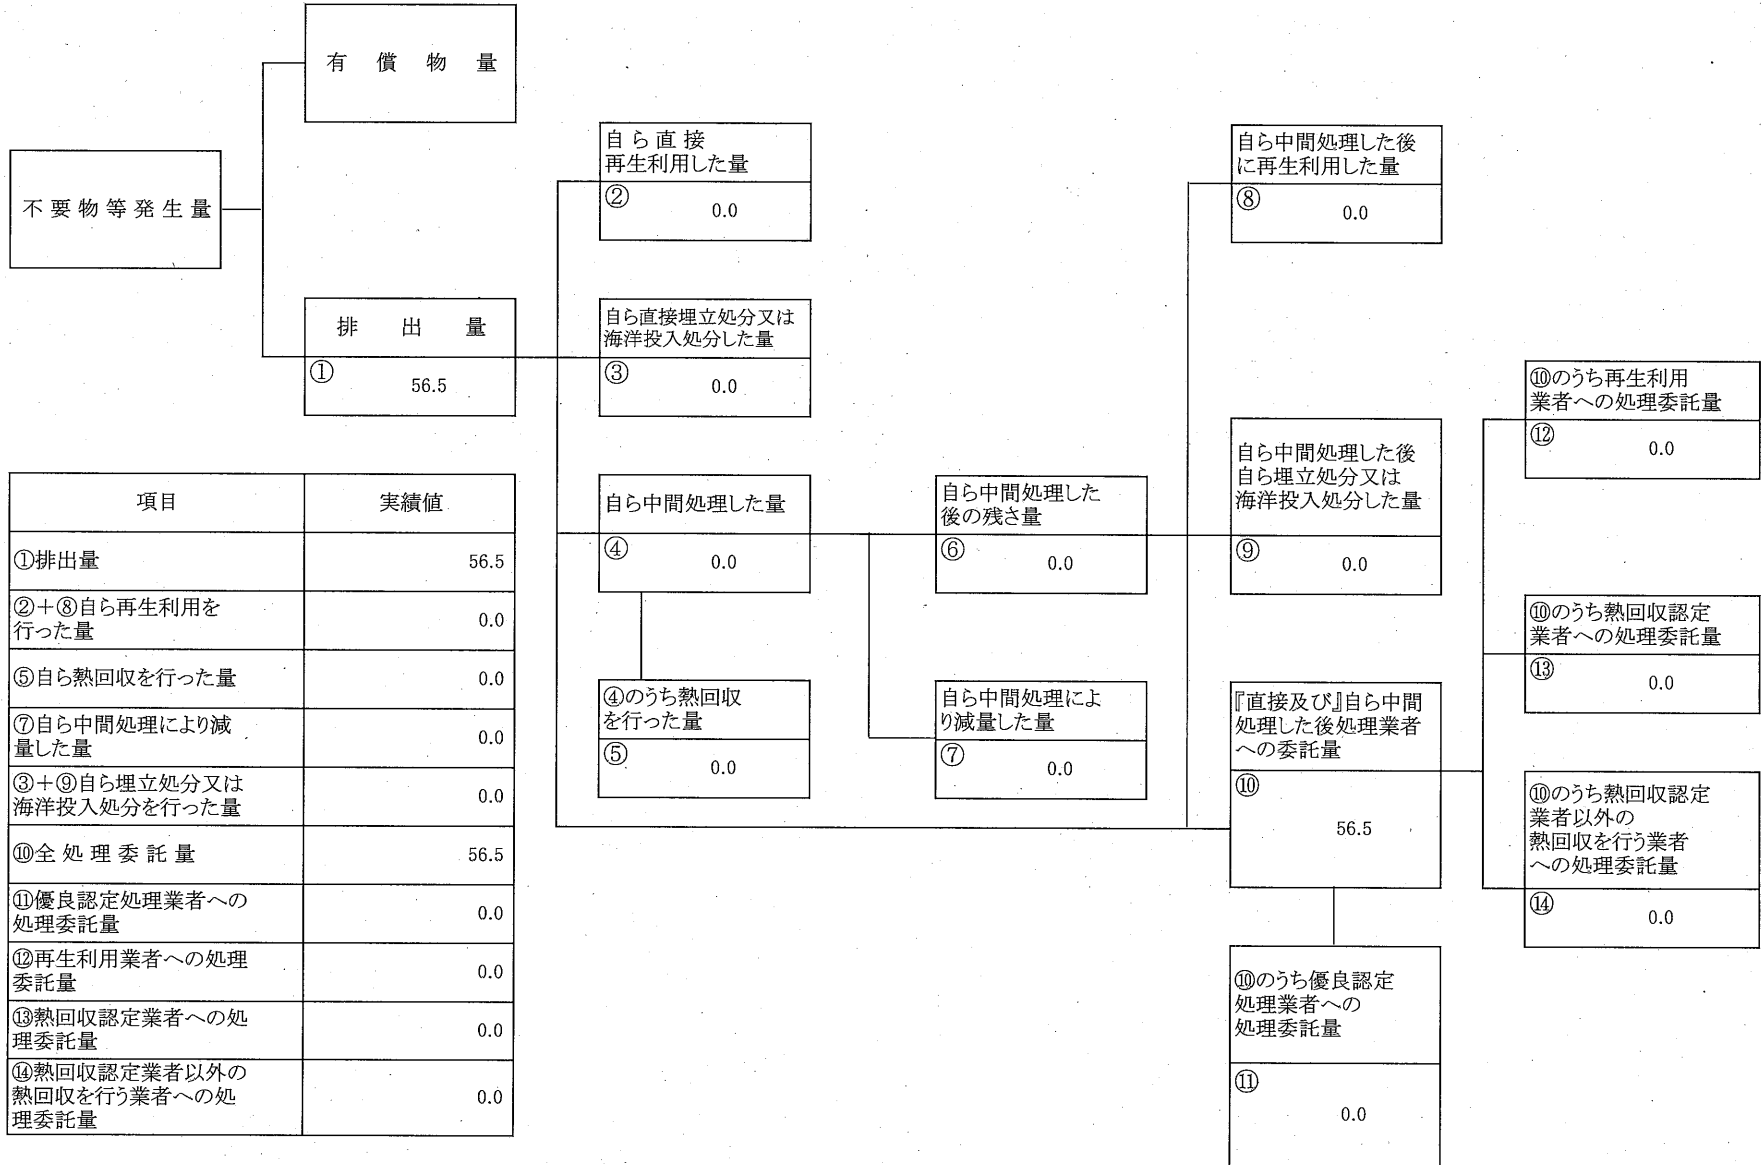 有 償 物 量
不 要 物 等 発 生 量
排 出 量
①
56.5
自 ら 直 接
再生利用した量
②
0.0
自ら直接埋立処分又は
海洋投入処分した量
③
0.0
自ら中間処理した量
④
0.0
④のうち熱回収
を行った量
⑤
0.0
自ら中間処理した
後の残さ量
⑥
0.0
自ら中間処理によ
り減量した量
⑦
0.0
自ら中間処理した後
に再生利用した量
⑧
0.0
自ら中間処理した後
自ら埋立処分又は
海洋投入処分した量
⑨
0.0
『直接及び』自ら中間
処理した後処理業者
への委託量
⑩
56.5
⑩のうち優良認定
処理業者への
処理委託量
⑪
0.0
⑩のうち再生利用
業者への処理委託量
⑫
0.0
⑩のうち熱回収認定
業者への処理委託量
⑬
0.0
⑩のうち熱回収認定
業者以外の
熱回収を行う業者
への処理委託量
⑭
0.0
項目 実績値
①排出量 56.5
②＋⑧自ら再生利用を
行った量 0.0
⑤自ら熱回収を行った量 0.0
⑦自ら中間処理により減
量した量 0.0
③＋⑨自ら埋立処分又は
海洋投入処分を行った量 0.0
⑩全 処 理 委 託 量 56.5
⑪優良認定処理業者への
処理委託量 0.0
⑫再生利用業者への処理
委託量 0.0
⑬熱回収認定業者への処
理委託量 0.0
⑭熱回収認定業者以外の
熱回収を行う業者への処
理委託量 0.0